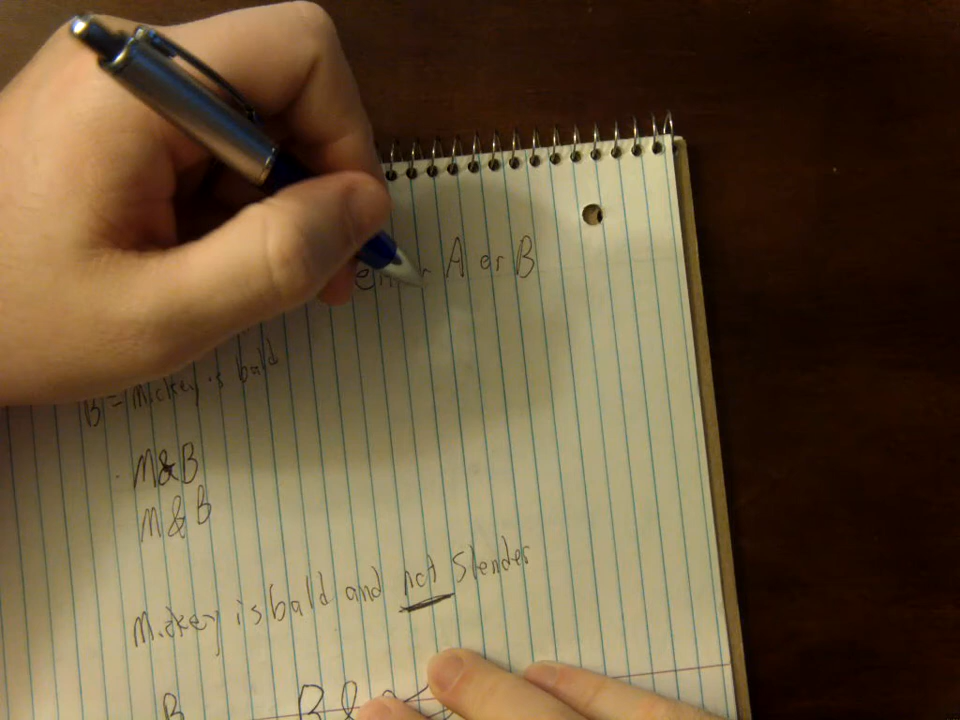 A or B
B = Mickey is bald
M&B
M&B
Mickey is bald and not Slender
B B&